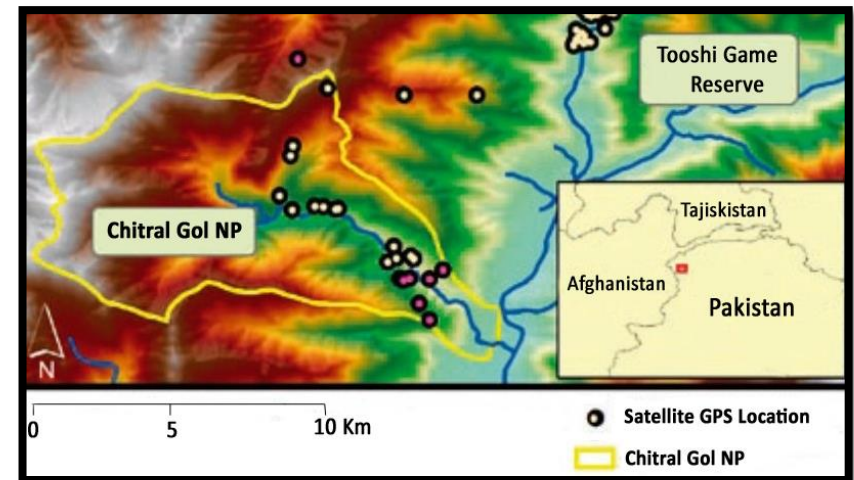 Tooshi Game
Reserve
Chitral Gol NP
Tajiskistan
Afghanistan
Pakistan
N
0 5 10 Km
Satellite GPS Location
Chitral Gol NP